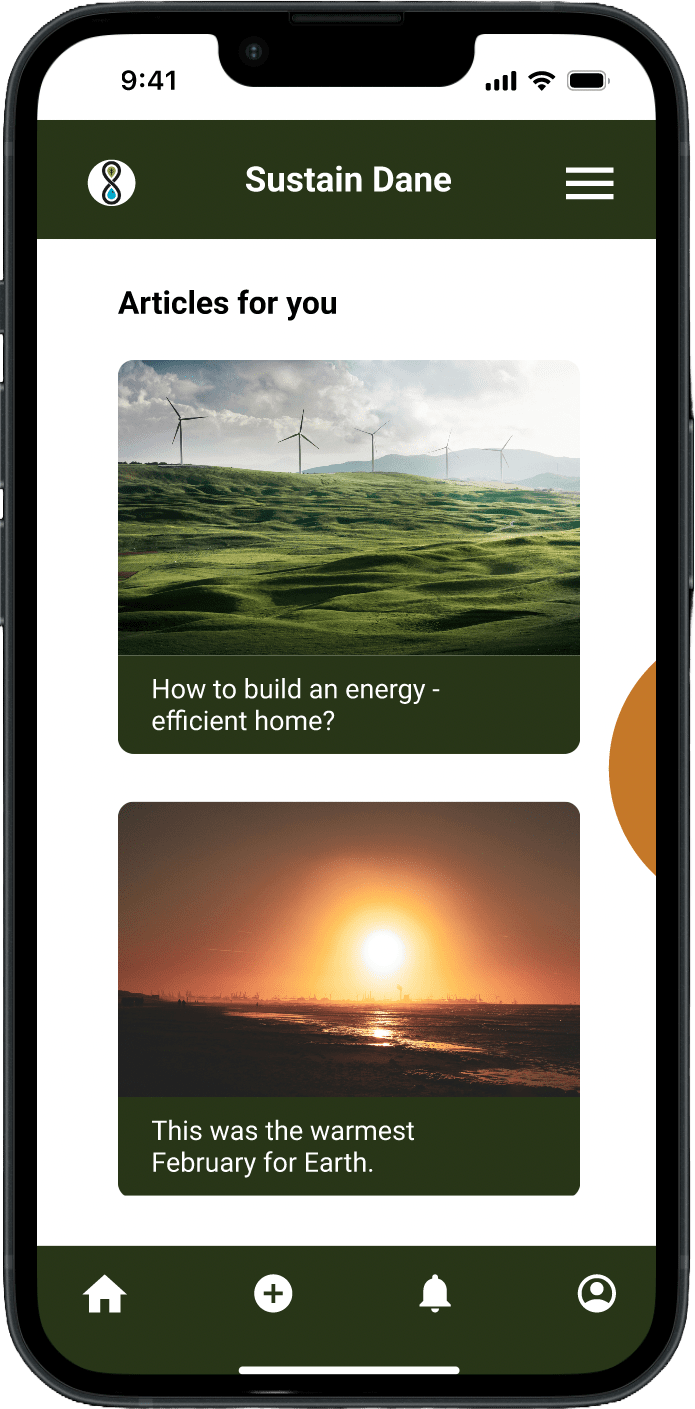 9:41
Sustain Dane
Articles for you
How to build an energy -
efficient home?
This was the warmest
February for Earth.